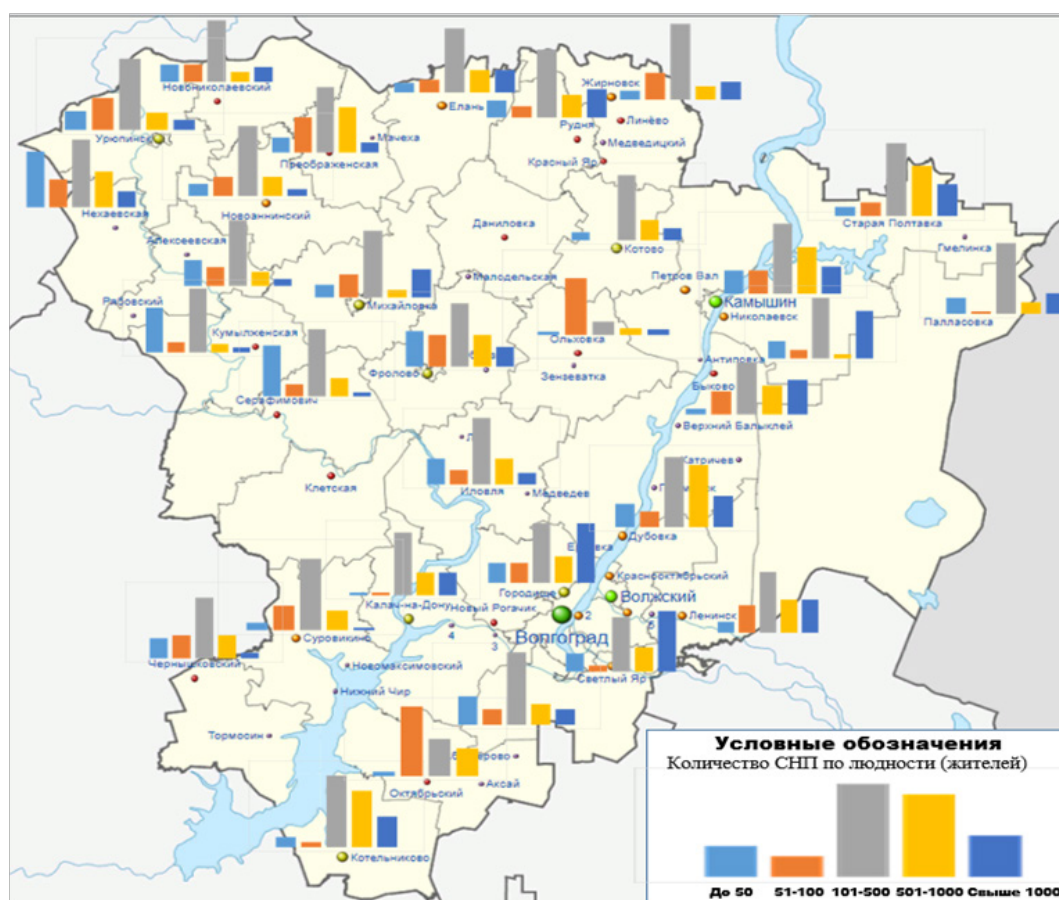 Новониколаевский
Елань
Жирновск
Рудня
Линёво
Урюпинск
Мачеха
Преображенская
Медведицкий
Красный Яр
Нехаевская
Новоаннинский
Даниловка
Котово
Старая Полтавка
Гмелинка
Алексеевская
Малодельская
Петров Вал
Рябовский
Михайловка
Камышин
Николаевск
Палласовка
Кумылженская
Ольховка
Фролово
Зензеватка
Антиповка
Быково
Серафимович
Верхний Балыклей
Катричев
Клетская
Иловля
Медведев
Дубовка
Краснооктябрьский
Городище
Волжский
Калач-на-Дону
Новый Рогачик
2
5
Ленинск
Суровикино
4
3
Волгоград
Чернышковский
Новомаксимовский
Светлый Яр
Нижний Чир
Тормосин
Октябрьский
Аксай
Котельниково
Условные обозначения
Количество СНП по людности (жителей)
До 50 51-100 101-500 501-1000 Свыше 1000